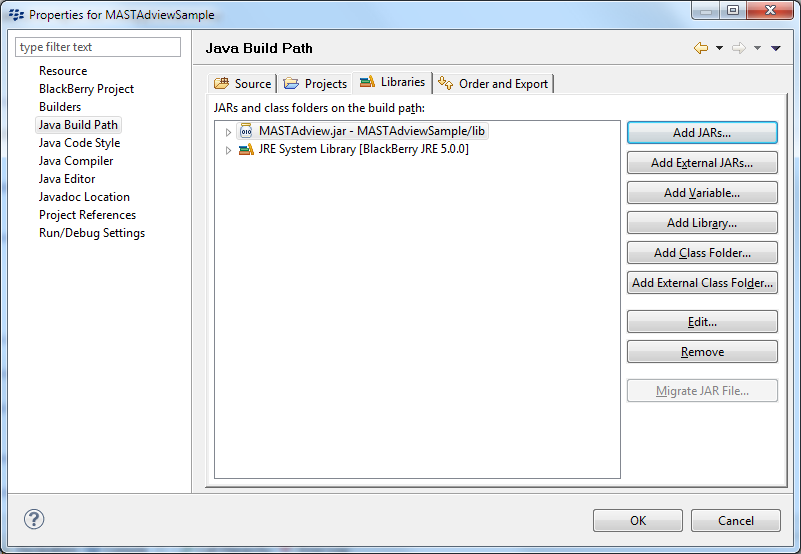 Properties for MASTAdviewSample
type filter text
Resource
BlackBerry Project
Builders
Java Build Path
Java Code Style
Java Compiler
Java Editor
Javadoc Location
Project References
Run/Debug Settings
Java Build Path
Source
Projects
Libraries
Order and Export
JARs and class folders on the build path:
MASTAdview.jar - MASTAdviewSample/lib
JRE System Library [BlackBerry JRE 5.0.0]
Add JARs...
Add External JARs...
Add Variable...
Add Library...
Add Class Folder...
Add External Class Folder...
Edit...
Remove
Migrate JAR File...
OK
Cancel